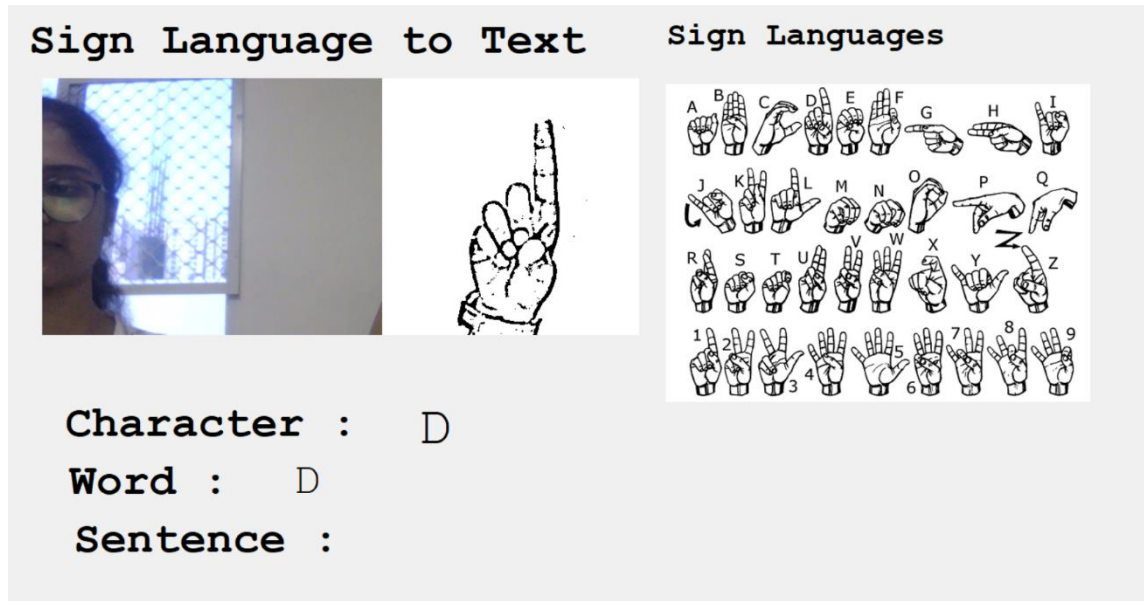 Sign Language to Text
Sign Languages
A B C D E F G H I
J K L M N O P Q
R S T U V W X Y Z
1 2 3 4 5 6 7 8 9
Character : D
Word : D
Sentence :